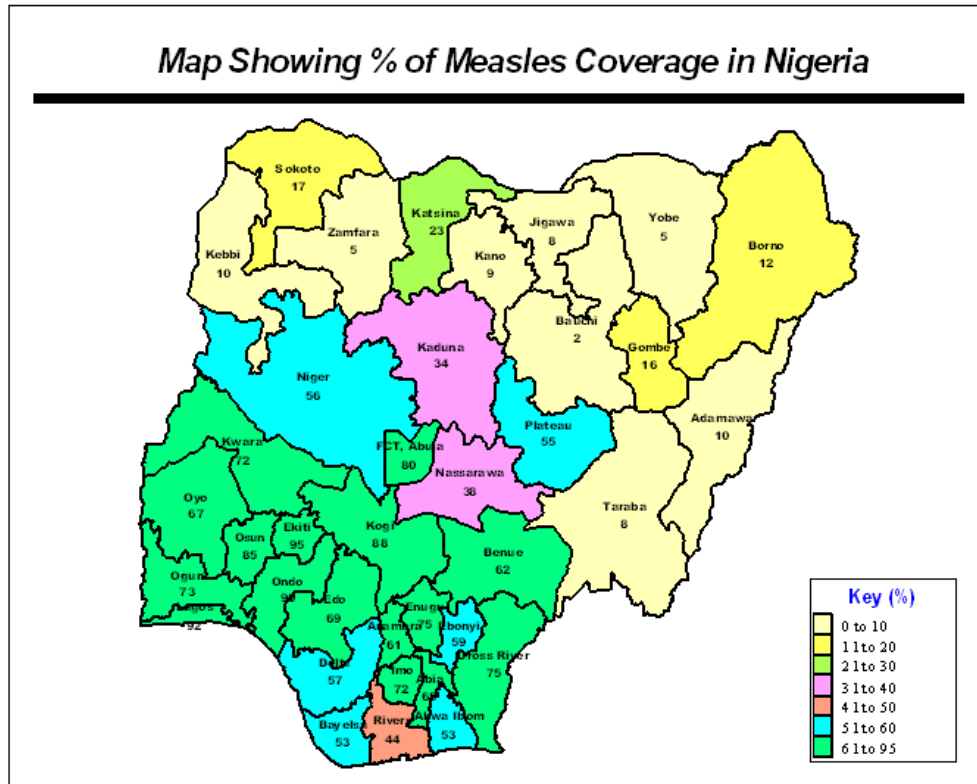 Map Showing % of Measles Coverage in Nigeria
Sokoto
17
Katsina
23
Jigawa
8
Yobe
5
Zamfara
5
Kano
9
Borno
12
Kebbi
10
Bauchi
2
Kaduna
34
Gombe
16
Niger
56
Adamawa
10
Plateau
55
Kwara
72
FCT, Abuja
80
Nassarawa
38
Oyo
67
Taraba
8
Ekiti
95
Kogi
88
Osun
85
Benue
62
Ogun
73
Ondo
Edo
69
Lagos
92
Enugu
75
Ebonyi
59
Anambra
61
Cross River
75
Delta
57
Imo
72
Abia
Rivers
44
Akwa Ibom
53
Bayelsa
53
Key (%)
0 to 10
11 to 20
21 to 30
31 to 40
41 to 50
51 to 60
61 to 95